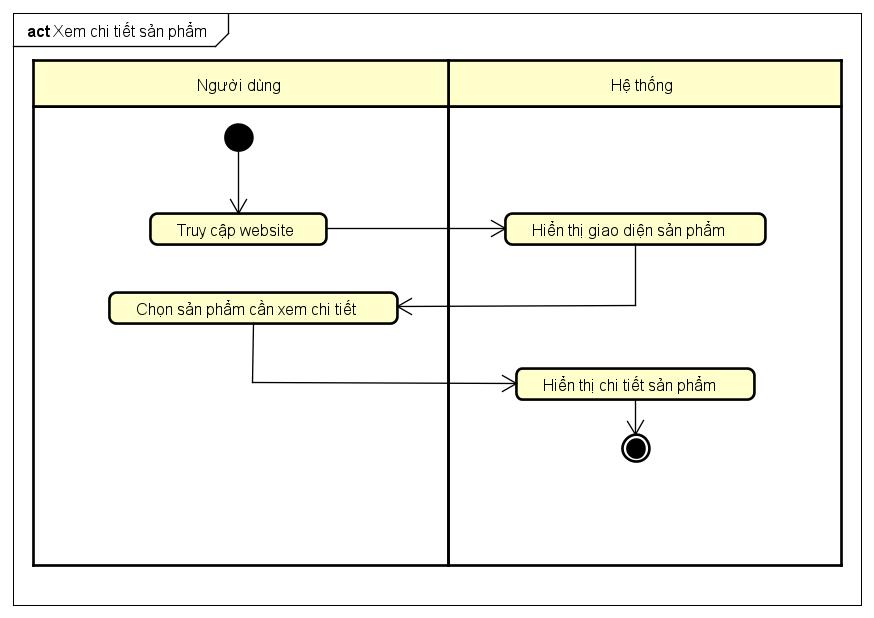 act Xem chi tiết sản phẩm
Người dùng
Hệ thống
Truy cập website
Hiển thị giao diện sản phẩm
Chọn sản phẩm cần xem chi tiết
Hiển thị chi tiết sản phẩm